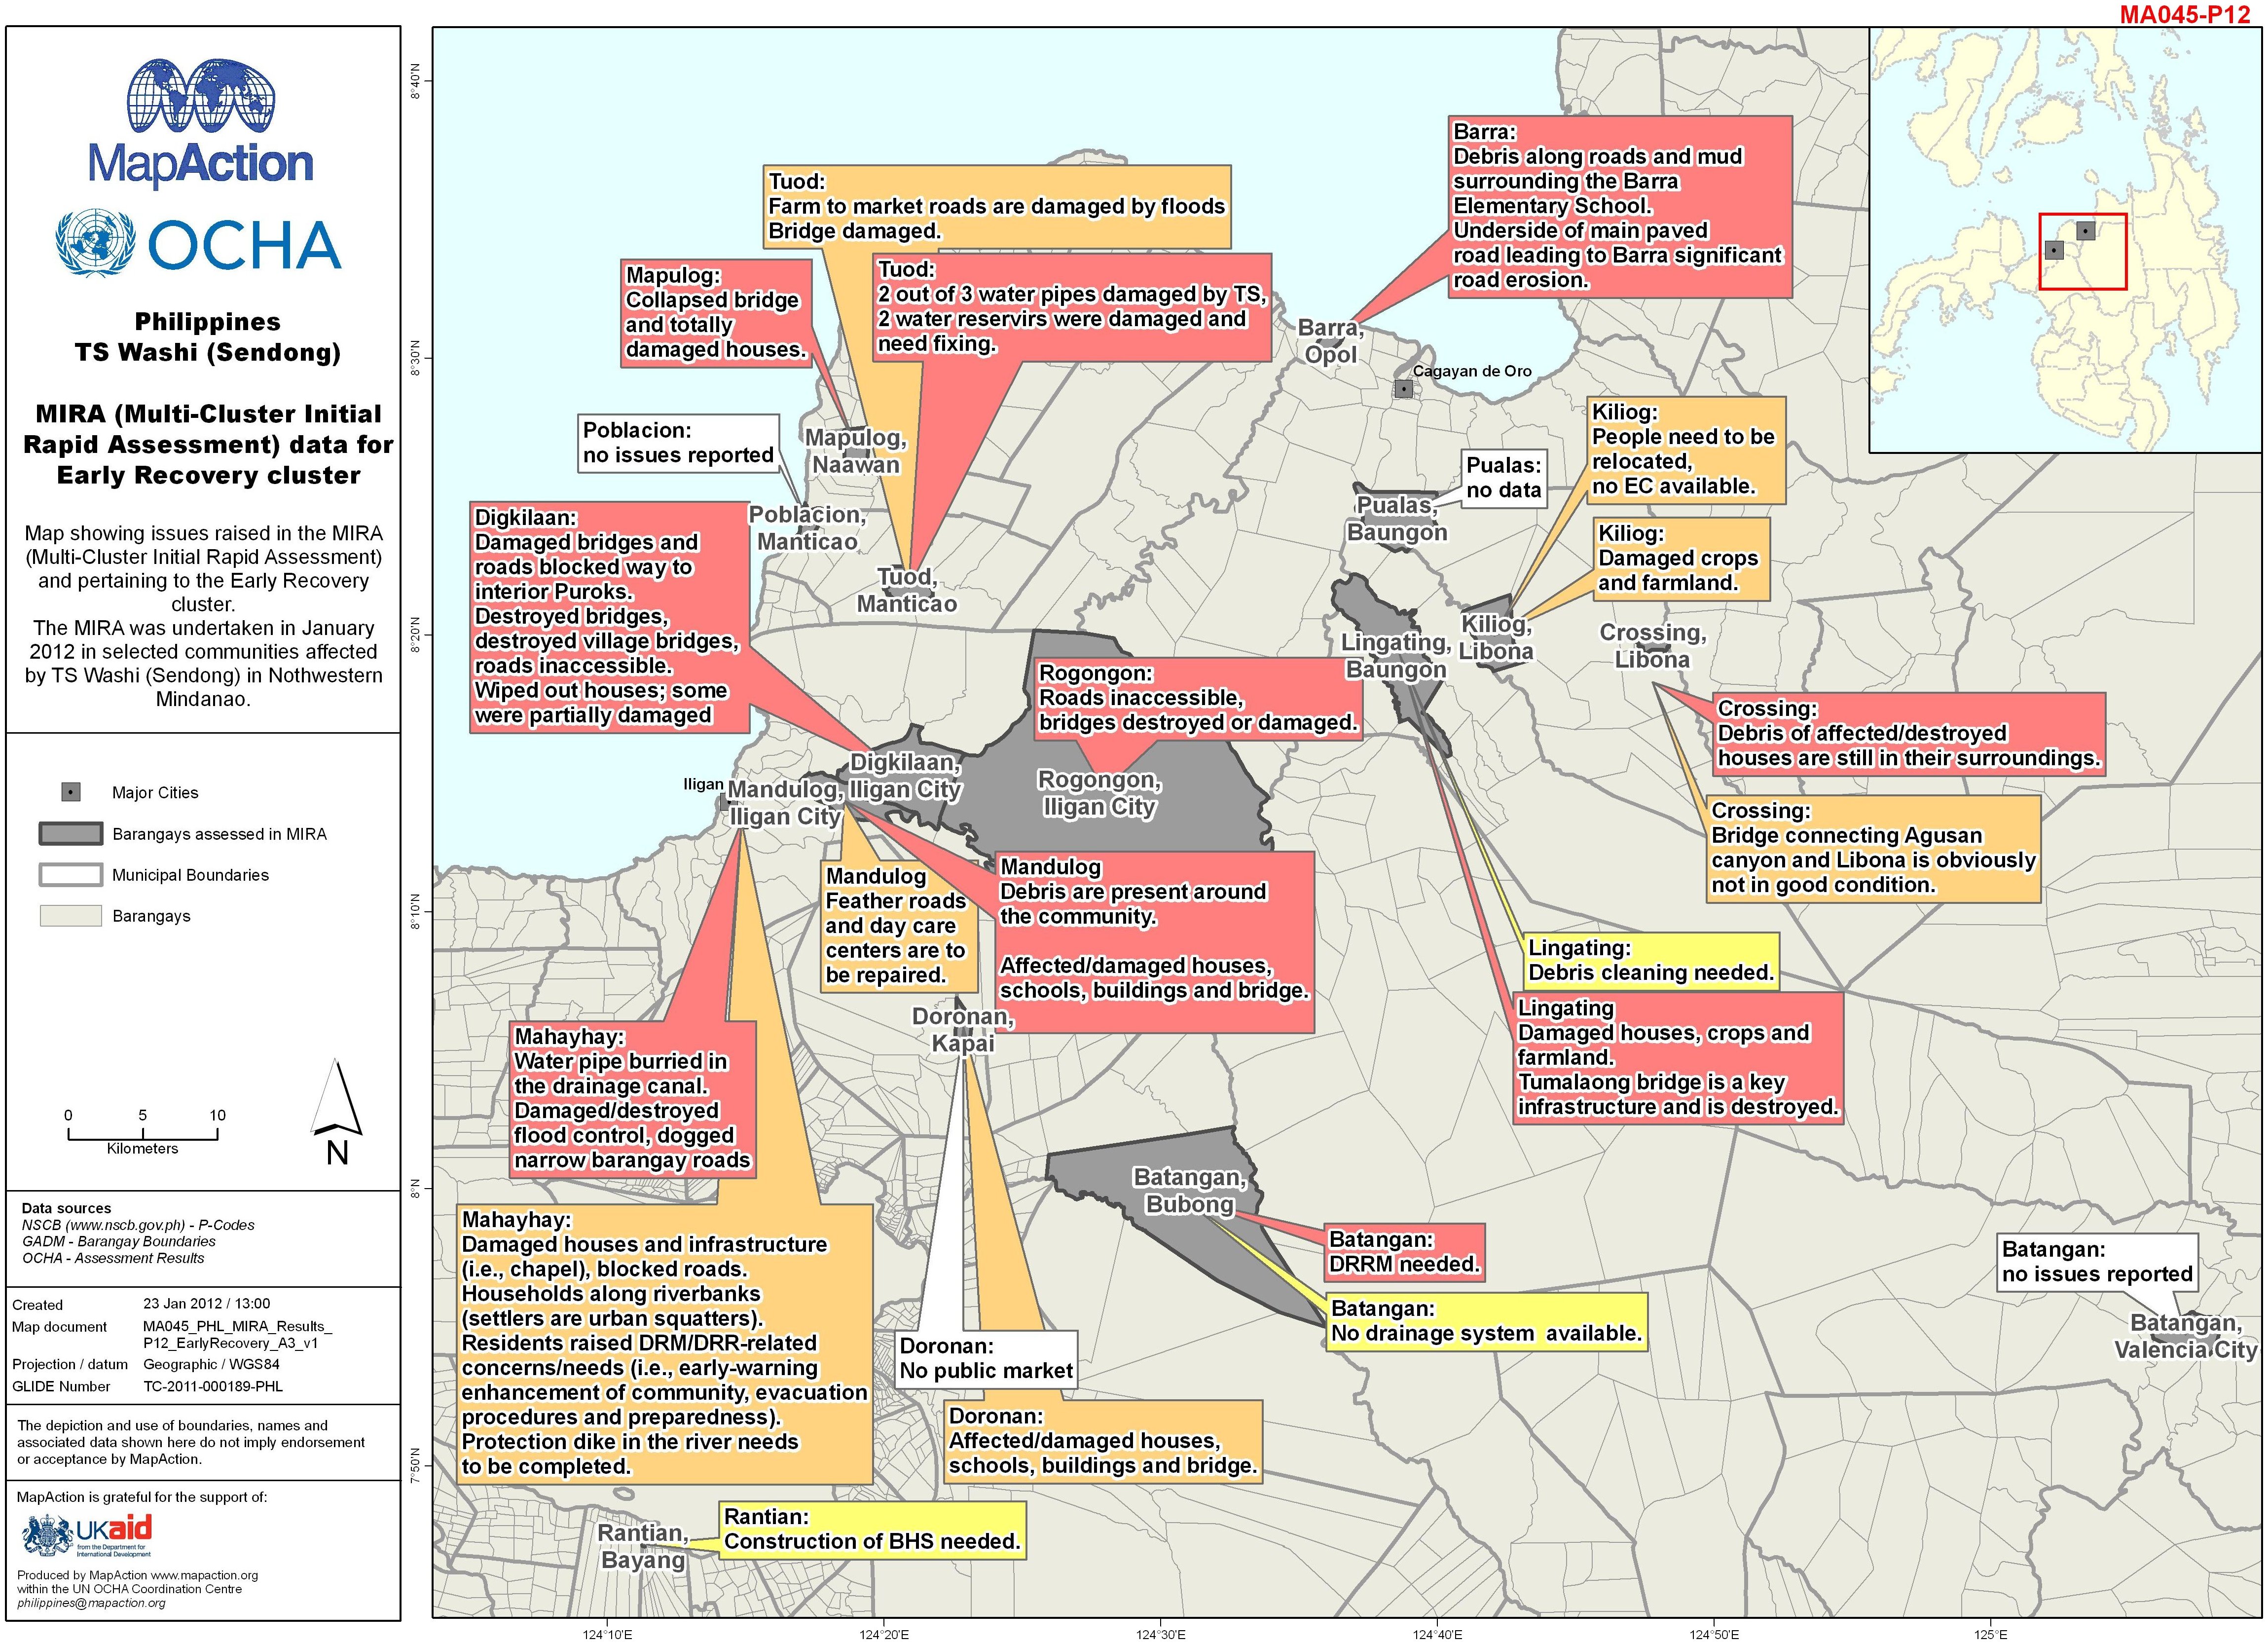 MA045-P12
MapAction
OCHA
Philippines
TS Washi (Sendong)
MIRA (Multi-Cluster Initial
Rapid Assessment) data for
Early Recovery cluster
Map showing issues raised in the MIRA
(Multi-Cluster Initial Rapid Assessment)
and pertaining to the Early Recovery
cluster.
The MIRA was undertaken in January
2012 in selected communities affected
by TS Washi (Sendong) in Nothwestern
Mindanao.
Major Cities
Barangays assessed in MIRA
Municipal Boundaries
Barangays
0 5 10
Kilometers
N
Data sources
NSCB (www.nscb.gov.ph) - P-Codes
GADM - Barangay Boundaries
OCHA - Assessment Results
Created 23 Jan 2012 / 13:00
Map document MA045_PHL_MIRA_Results_
P12_EarlyRecovery_A3_v1
Projection / datum Geographic / WGS84
GLIDE Number TC-2011-000189-PHL
The depiction and use of boundaries, names and
associated data shown here do not imply endorsement
or acceptance by MapAction.
MapAction is grateful for the support of:
UKaid
from the Department for
International Development
Produced by MapAction www.mapaction.org
within the UN OCHA Coordination Centre
philippines@mapaction.org
8°40'N
8°30'N
8°20'N
8°10'N
8°N
7°50'N
Tuod:
Farm to market roads are damaged by floods
Bridge damaged.
Tuod:
2 out of 3 water pipes damaged by TS,
2 water reservirs were damaged and
need fixing.
Mapulog:
Collapsed bridge
and totally
damaged houses.
Barra:
Debris along roads and mud
surrounding the Barra
Elementary School.
Underside of main paved
road leading to Barra significant
road erosion.
Barra,
Opol
Cagayan de Oro
Poblacion:
no issues reported
Mapulog,
Naawan
Poblacion,
Manticao
Tuod,
Manticao
Pualas:
no data
Pualas,
Baungon
Kiliog:
People need to be
relocated,
no EC available.
Kiliog:
Damaged crops
and farmland.
Kiliog,
Libona
Crossing,
Libona
Lingating,
Baungon
Digkilaan:
Damaged bridges and
roads blocked way to
interior Puroks.
Destroyed bridges,
destroyed village bridges,
roads inaccessible.
Wiped out houses; some
were partially damaged
Rogongon:
Roads inaccessible,
bridges destroyed or damaged.
Rogongon,
Iligan City
Digkilaan,
Iligan City
Iligan
Mandulog,
Iligan City
Crossing:
Debris of affected/destroyed
houses are still in their surroundings.
Crossing:
Bridge connecting Agusan
canyon and Libona is obviously
not in good condition.
Mandulog
Feather roads
and day care
centers are to
be repaired.
Mandulog
Debris are present around
the community.
Affected/damaged houses,
schools, buildings and bridge.
Lingating:
Debris cleaning needed.
Lingating
Damaged houses, crops and
farmland.
Tumalaong bridge is a key
infrastructure and is destroyed.
Doronan,
Kapai
Mahayhay:
Water pipe burried in
the drainage canal.
Damaged/destroyed
flood control, dogged
narrow barangay roads
Mahayhay:
Damaged houses and infrastructure
(i.e., chapel), blocked roads.
Households along riverbanks
(settlers are urban squatters).
Residents raised DRM/DRR-related
concerns/needs (i.e., early-warning
enhancement of community, evacuation
procedures and preparedness).
Protection dike in the river needs
to be completed.
Batangan,
Bubong
Batangan:
DRRM needed.
Batangan:
No drainage system available.
Batangan:
no issues reported
Batangan,
Valencia City
Doronan:
No public market
Doronan:
Affected/damaged houses,
schools, buildings and bridge.
Rantian:
Construction of BHS needed.
Rantian,
Bayang
124°10'E 124°20'E 124°30'E 124°40'E 124°50'E 125°E